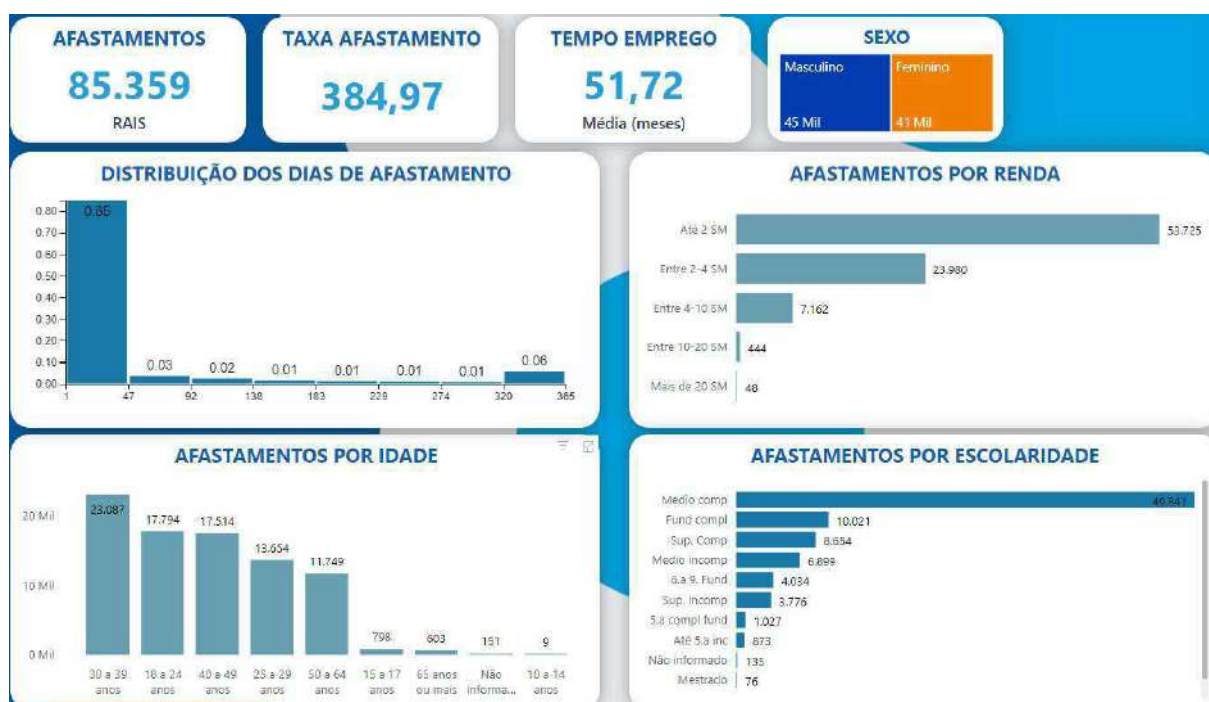 AFASTAMENTOS
85.359
RAIS
TAXA AFASTAMENTO
384,97
TEMPO EMPREGO
51,72
Média (meses)
SEXO
Masculino
45 Mil
Feminino
41 Mil
DISTRIBUIÇÃO DOS DIAS DE AFASTAMENTO
0.80
0.70
0.60
0.50
0.40
0.30
0.20
0.10
0.00
0.85
0.03
0.02
0.01
0.01
0.01
0.01
0.06
1 47 92 138 183 229 274 320 365
AFASTAMENTOS POR RENDA
Até 2 SM 53.725
Entre 2-4 SM 23.980
Entre 4-10 SM 7.162
Entre 10-20 SM 444
Mais de 20 SM 48
AFASTAMENTOS POR IDADE
20 Mil
10 Mil
0 Mil
23.087
17.794
17.514
13.654
11.749
798
603
151
9
30 a 39 anos
18 a 24 anos
40 a 49 anos
25 a 29 anos
50 a 64 anos
15 a 17 anos
65 anos ou mais
Não informa...
10 a 14 anos
AFASTAMENTOS POR ESCOLARIDADE
Medio comp
Fund compl 10.021
Sup. Comp 8.654
Medio incomp 6.899
6.a 9. Fund 4.034
Sup. Incomp 3.776
5.a compl fund 1.027
Até 5.a inc 873
Não informado 135
Mestrado 76